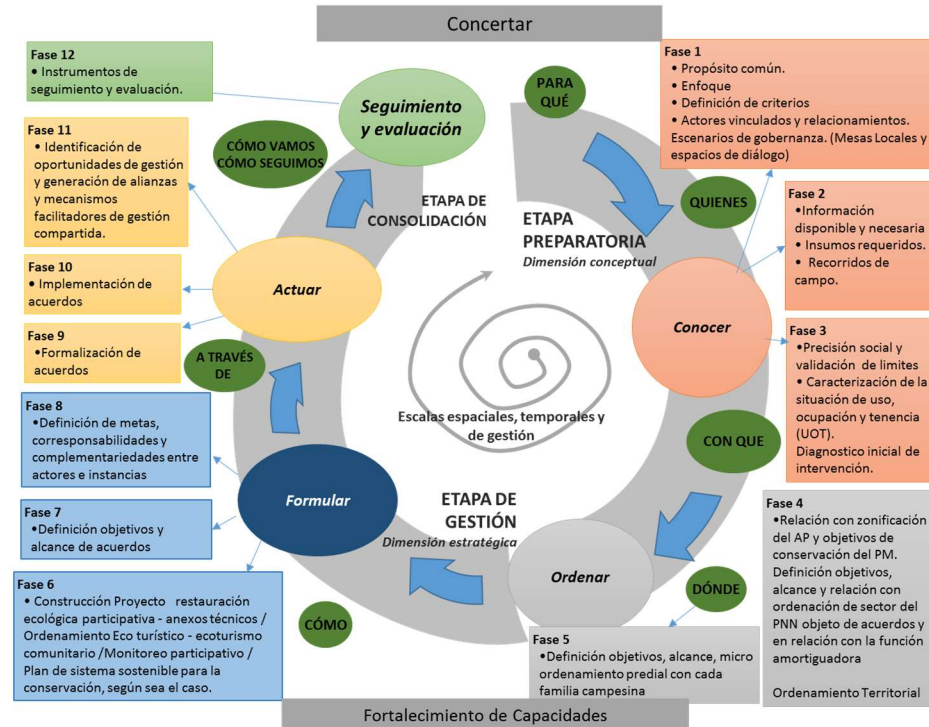 Concertar
Fase 12
• Instrumentos de
seguimiento y evaluación.
Fase 11
• Identificación de
oportunidades de gestión
y generación de alianzas
y mecanismos
facilitadores de gestión
compartida.
Fase 10
• Implementación de
acuerdos
Fase 9
•Formalización de
acuerdos
Fase 8
•Definición de metas,
corresponsabilidades y
complementariedades entre
actores e instancias
Fase 7
•Definición objetivos y
alcance de acuerdos
Fase 6
• Construcción Proyecto restauración
ecológica participativa - anexos técnicos /
Ordenamiento Eco turístico - ecoturismo
comunitario /Monitoreo participativo /
Plan de sistema sostenible para la
conservación, según sea el caso.
Seguimiento
y evaluación
CÓMO VAMOS
CÓMO SEGUIMOS
ETAPA DE
CONSOLIDACIÓN
Actuar
A TRAVÉS
DE
Formular
CÓMO
PARA
QUÉ
QUIENES
ETAPA
PREPARATORIA
Dimensión conceptual
Conocer
Escalas espaciales, temporales y
de gestión
CON QUE
ETAPA DE
GESTIÓN
Dimensión estratégica
Ordenar
DÓNDE
Fase 1
• Propósito común.
• Enfoque
• Definición de criterios
• Actores vinculados y relacionamientos.
Escenarios de gobernanza. (Mesas Locales y
espacios de diálogo)
Fase 2
•Información
disponible y necesaria
• Insumos requeridos.
• Recorridos de
campo.
Fase 3
•Precisión social y
validación de limites
• Caracterización de la
situación de uso,
ocupación y tenencia
(UOT).
Diagnostico inicial de
intervención.
Fase 4
•Relación con zonificación
del AP y objetivos de
conservación del PM.
Definición objetivos,
alcance y relación con
ordenación de sector del
PNN objeto de acuerdos y
en relación con la función
amortiguadora
Ordenamiento Territorial
Fase 5
•Definición objetivos, alcance, micro
ordenamiento predial con cada
familia campesina
Fortalecimiento de Capacidades